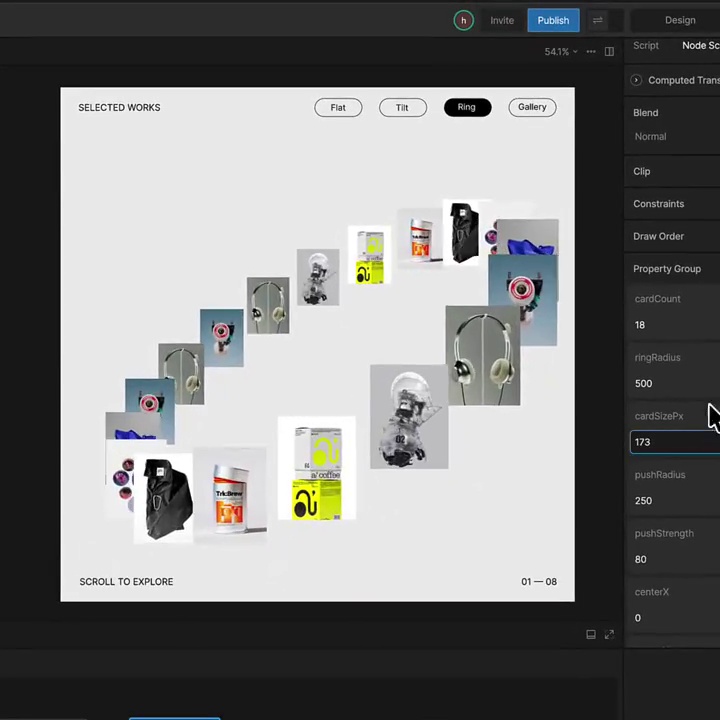 h
Invite
Publish
Design
54.1%
Script
Node Sc
Computed Trans
SELECTED WORKS
Flat
Tilt
Ring
Gallery
Blend
Normal
Clip
Constraints
Draw Order
Property Group
cardCount
18
ringRadius
500
cardSizePx
173
pushRadius
250
pushStrength
80
centerX
0
02
a/coffee
SCROLL TO EXPLORE
01 — 08